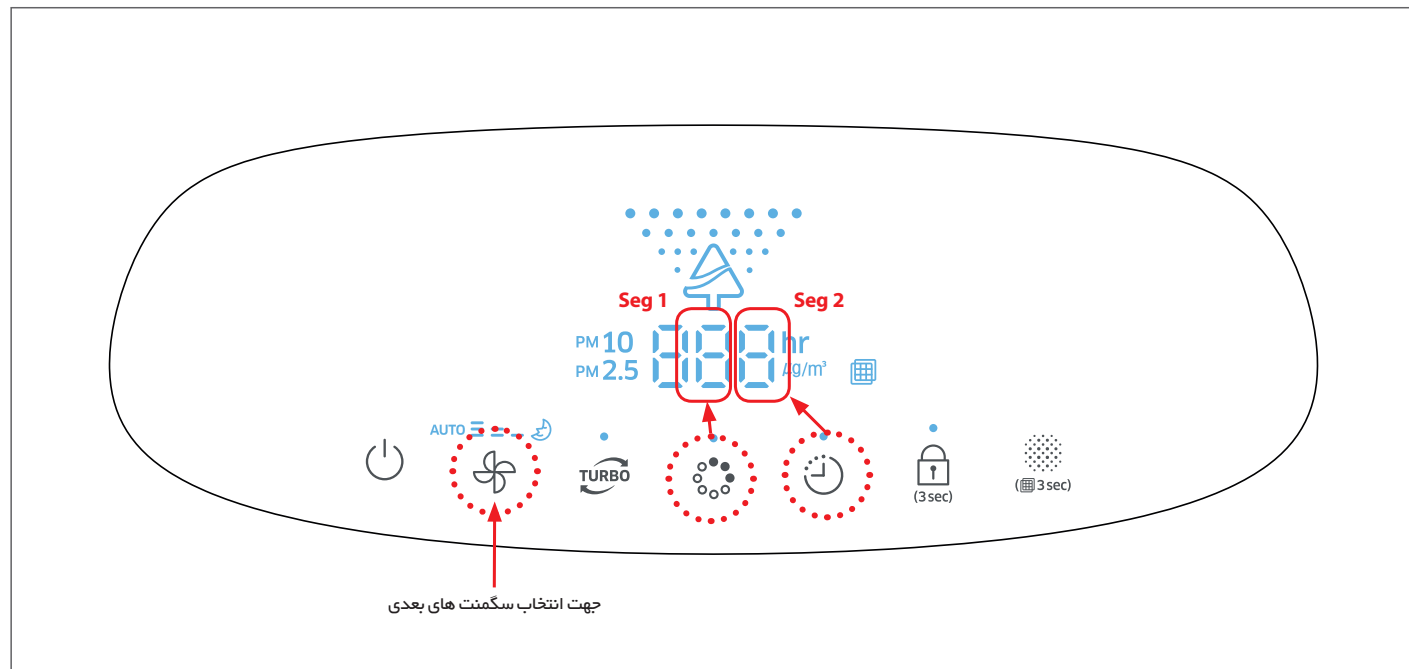 Seg 1
Seg 2
PM 10
888
hr
PM 2.5
µg/m³
AUTO
TURBO
(3 sec)
( 3 sec)
جهت انتخاب سگمنت های بعدی